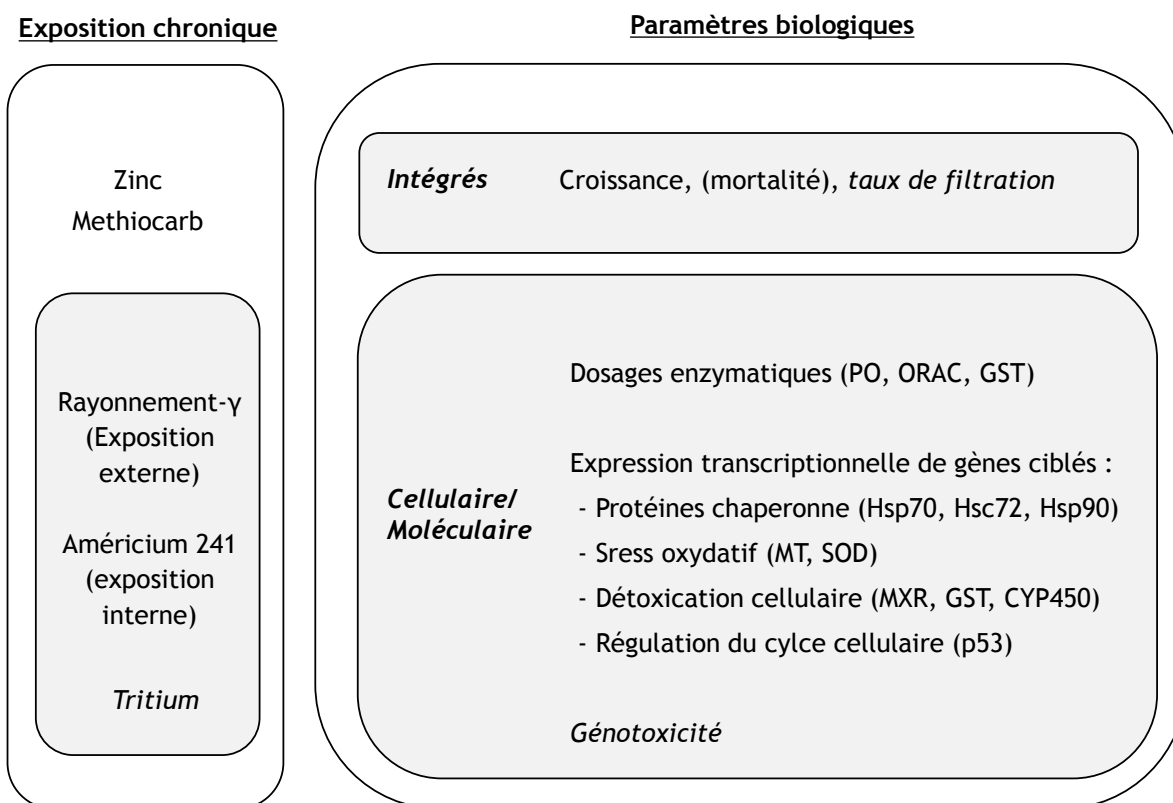 Exposition chronique
Zinc
Methiocarb
Rayonnement-γ
(Exposition
externe)
Américium 241
(exposition
interne)
Tritium
Paramètres biologiques
Intégrés Croissance, (mortalité), taux de filtration
Cellulaire/
Moléculaire
Dosages enzymatiques (PO, ORAC, GST)
Expression transcriptionnelle de gènes ciblés :
- Protéines chaperonne (Hsp70, Hsc72, Hsp90)
- Sress oxydatif (MT, SOD)
- Détoxication cellulaire (MXR, GST, CYP450)
- Régulation du cylce cellulaire (p53)
Génotoxicité